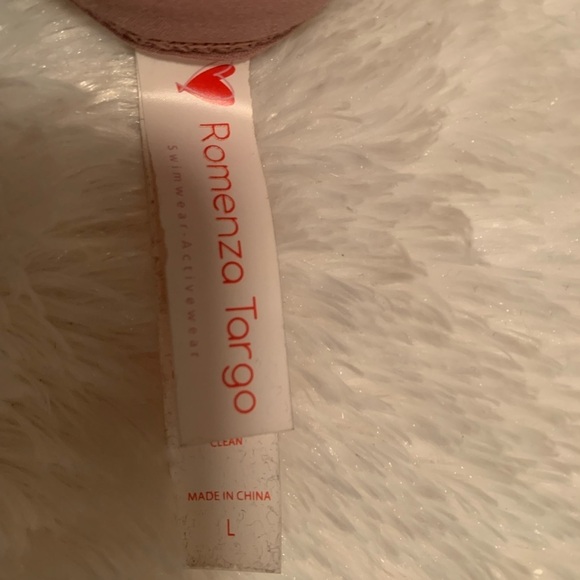 Romenza Targo
Swimwear-Activewear
CLEAN
MADE IN CHINA
L